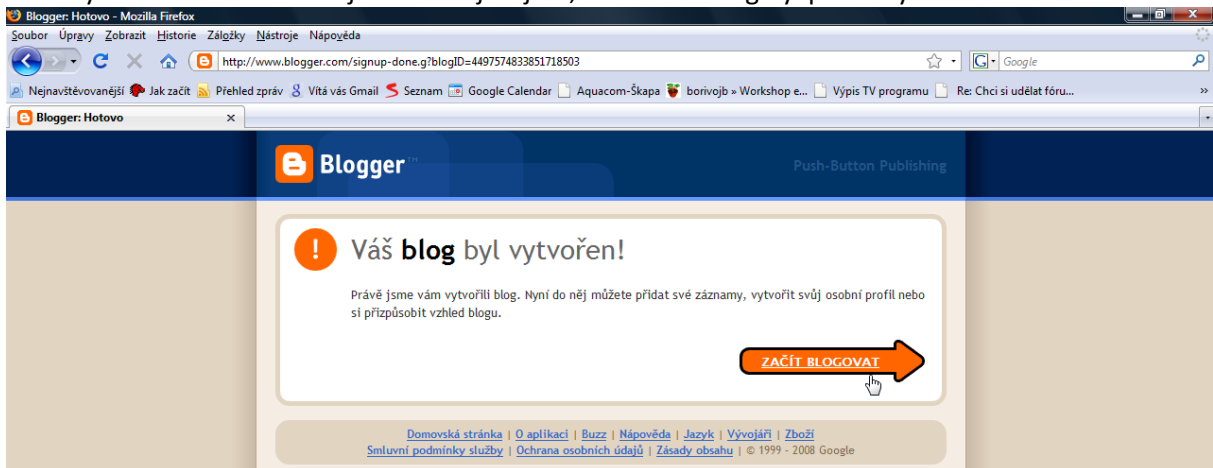 Blogger: Hotovo - Mozilla Firefox
Soubor Úpravy Zobrazit Historie Záložky Nástroje Nápověda
http://www.blogger.com/signup-done.g?blogID=4497574833851718503 G Google
Nejnavštěvovanější Jak začít Přehled zpráv Vítá vás Gmail Seznam Google Calendar Aquacom-Škapa borivojb » Workshop e... Výpis TV programu Re: Chci si udělat fóru... »
Blogger: Hotovo
Blogger™ Push-Button Publishing
Váš blog byl vytvořen!
Právě jsme vám vytvořili blog. Nyní do něj můžete přidat své záznamy, vytvořit svůj osobní profil nebo
si přizpůsobit vzhled blogu.
ZAČÍT BLOGOVAT
Domovská stránka | O aplikaci | Buzz | Nápověda | Jazyk | Vývojáři | Zboží
Smluvní podmínky služby | Ochrana osobních údajů | Zásady obsahu | © 1999 - 2008 Google